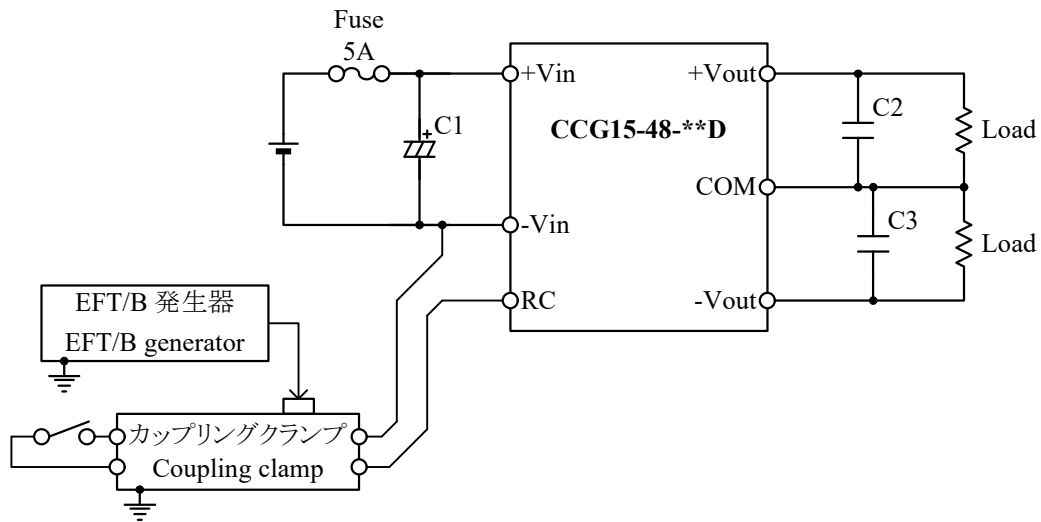 Fuse
5A
+Vin
C1
-Vin
RC
CCG15-48-**D
+Vout
COM
-Vout
C2
C3
Load
Load
EFT/B 発生器
EFT/B generator
カップリングクランプ
Coupling clamp